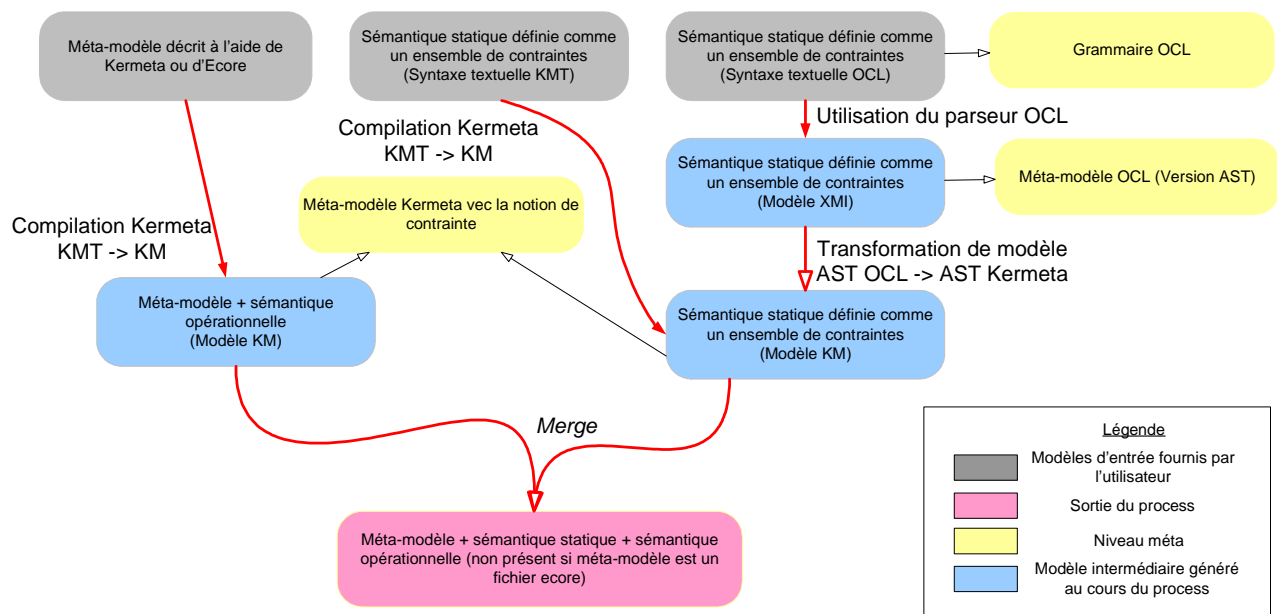 Méta-modèle décrit à l'aide de
Kermeta ou d'Ecore
Sémantique statique définie comme
un ensemble de contraintes
(Syntaxe textuelle KMT)
Sémantique statique définie comme
un ensemble de contraintes
(Syntaxe textuelle OCL)
Grammaire OCL
Utilisation du parseur OCL
Compilation Kermeta
KMT -> KM
Sémantique statique définie comme
un ensemble de contraintes
(Modèle XMI)
Méta-modèle OCL (Version AST)
Méta-modèle Kermeta vec la notion de
contrainte
Compilation Kermeta
KMT -> KM
Transformation de modèle
AST OCL -> AST Kermeta
Méta-modèle + sémantique
opérationnelle
(Modèle KM)
Sémantique statique définie comme
un ensemble de contraintes
(Modèle KM)
Merge
Méta-modèle + sémantique statique + sémantique
opérationnelle (non présent si méta-modèle est un
fichier ecore)
Légende
Modèles d'entrée fournis par
l'utilisateur
Sortie du process
Niveau méta
Modèle intermédiaire généré
au cours du process